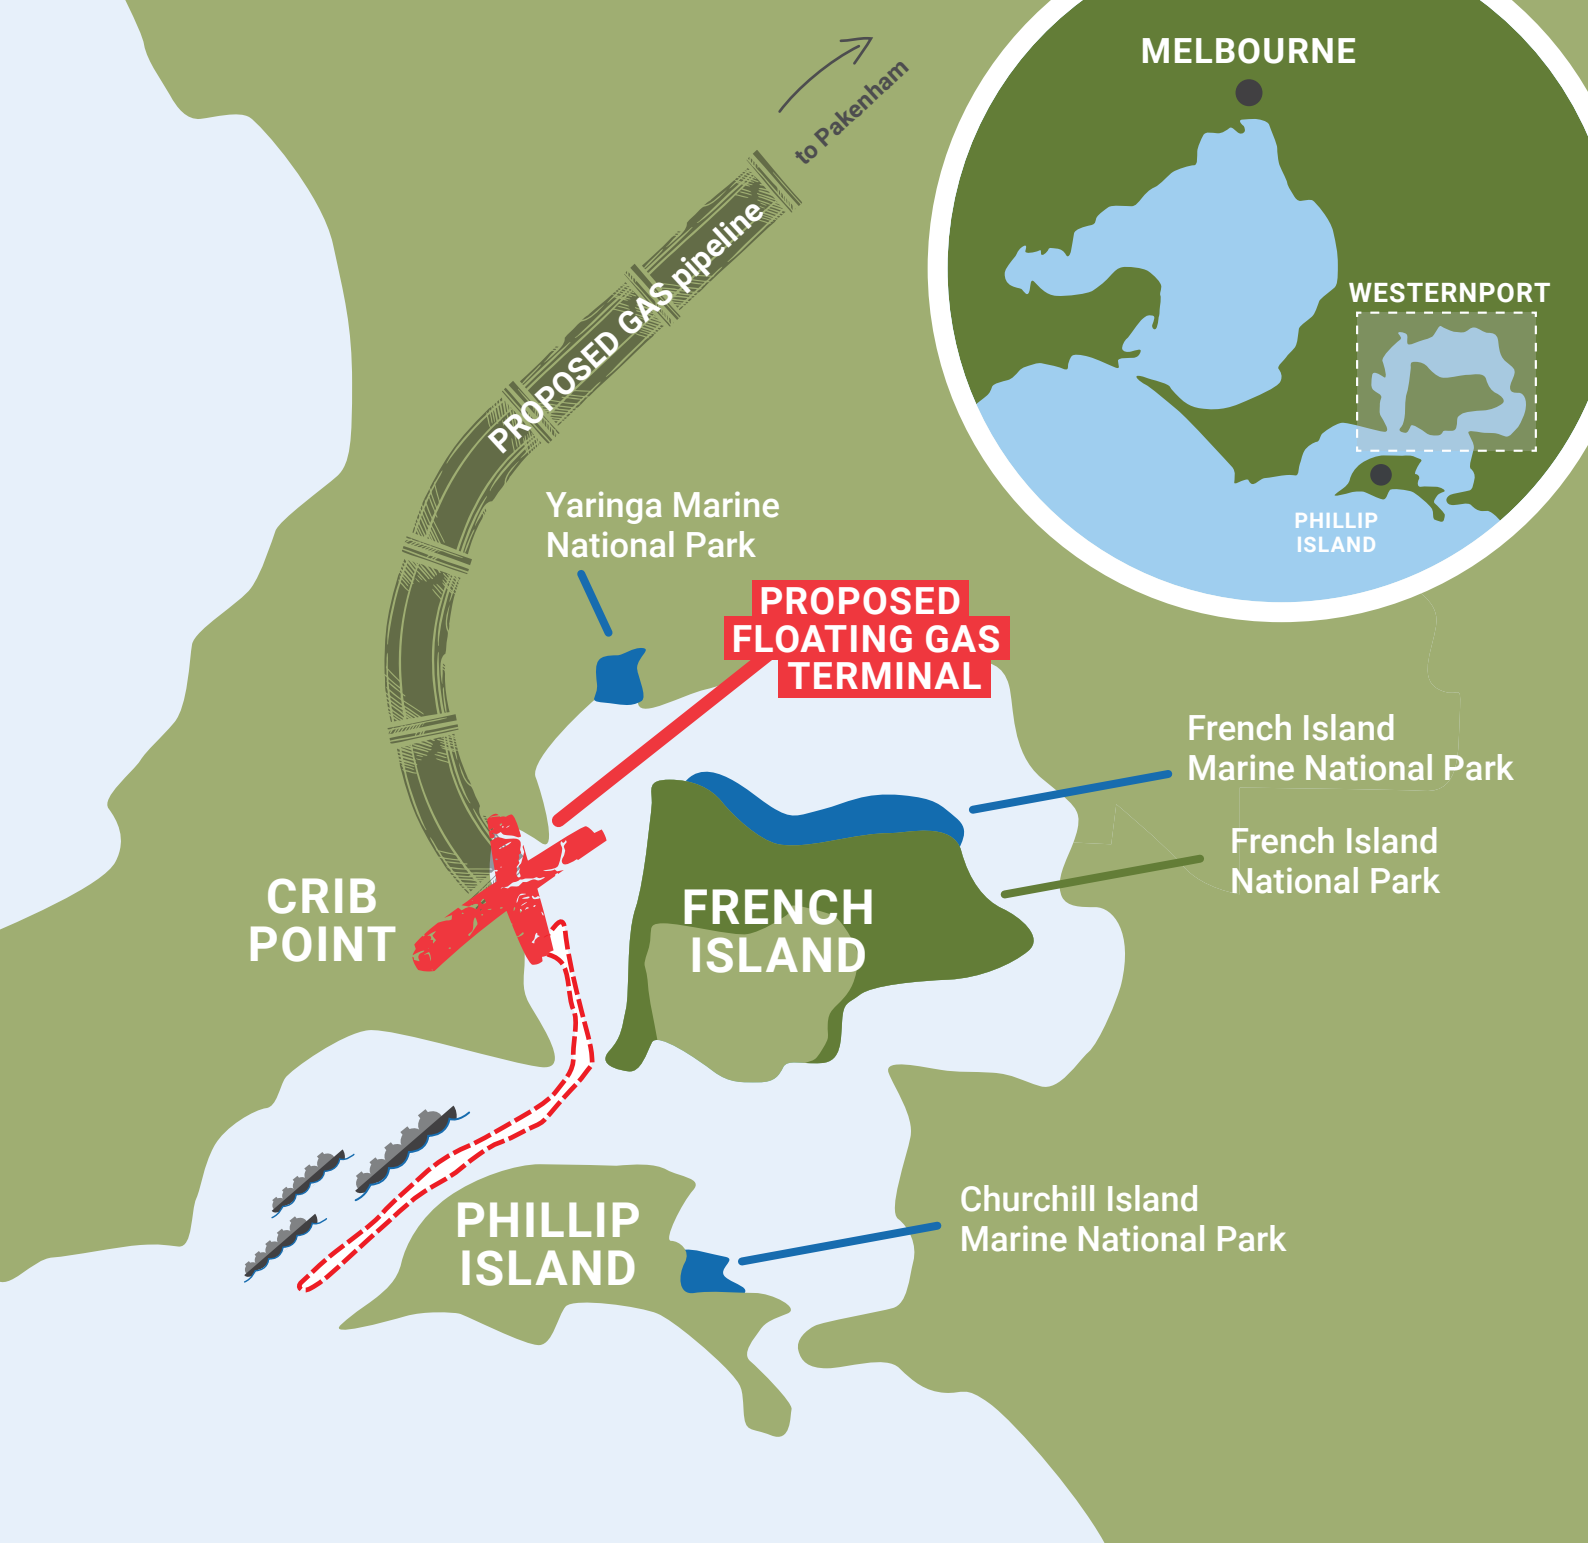 MELBOURNE
to Pakenham
PROPOSED GAS pipeline
WESTERNPORT
PHILLIP
ISLAND
Yaringa Marine
National Park
PROPOSED
FLOATING GAS
TERMINAL
French Island
Marine National Park
French Island
National Park
CRIB
POINT
FRENCH
ISLAND
PHILLIP
ISLAND
Churchill Island
Marine National Park